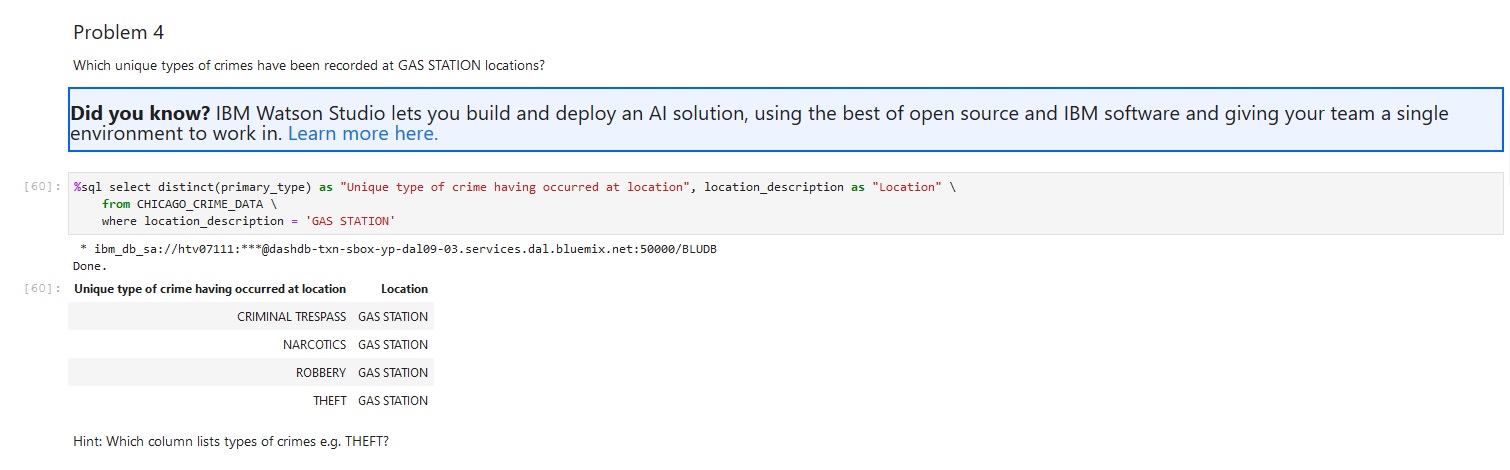 Problem 4
Which unique types of crimes have been recorded at GAS STATION locations?
Did you know? IBM Watson Studio lets you build and deploy an AI solution, using the best of open source and IBM software and giving your team a single
environment to work in. Learn more here.
[60]: %sql select distinct(primary_type) as "Unique type of crime having occurred at location", location_description as "Location" \
from CHICAGO_CRIME_DATA \
where location_description = 'GAS STATION'
* ibm_db_sa://htv07111:***@dashdb-txn-sbox-yp-dal09-03.services.dal.bluemix.net:50000/BLUDB
Done.
[60]: Unique type of crime having occurred at location Location
CRIMINAL TRESPASS GAS STATION
NARCOTICS GAS STATION
ROBBERY GAS STATION
THEFT GAS STATION
Hint: Which column lists types of crimes e.g. THEFT?